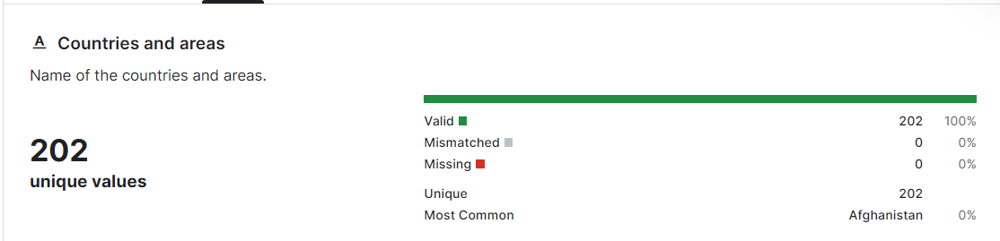 A Countries and areas
Name of the countries and areas.
202
unique values
Valid 202 100%
Mismatched 0 0%
Missing 0 0%
Unique 202
Most Common Afghanistan 0%